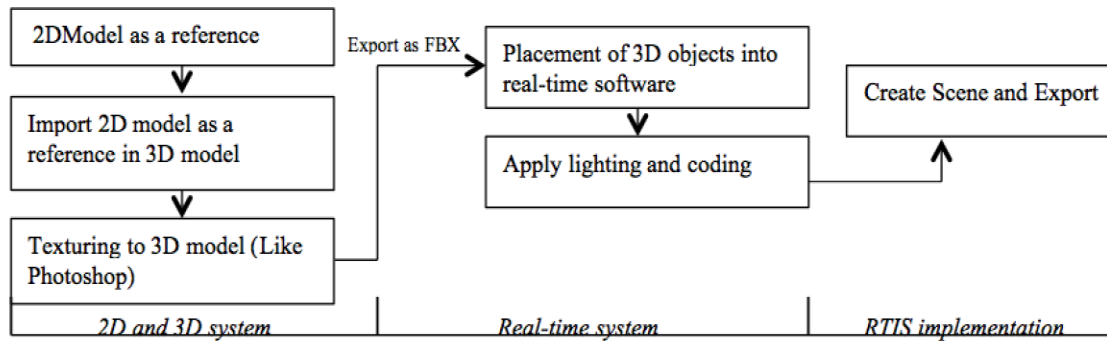 2DModel as a reference
Import 2D model as a
reference in 3D model
Texturing to 3D model (Like
Photoshop)
Export as FBX
Placement of 3D objects into
real-time software
Apply lighting and coding
Create Scene and Export
2D and 3D system
Real-time system
RTIS implementation